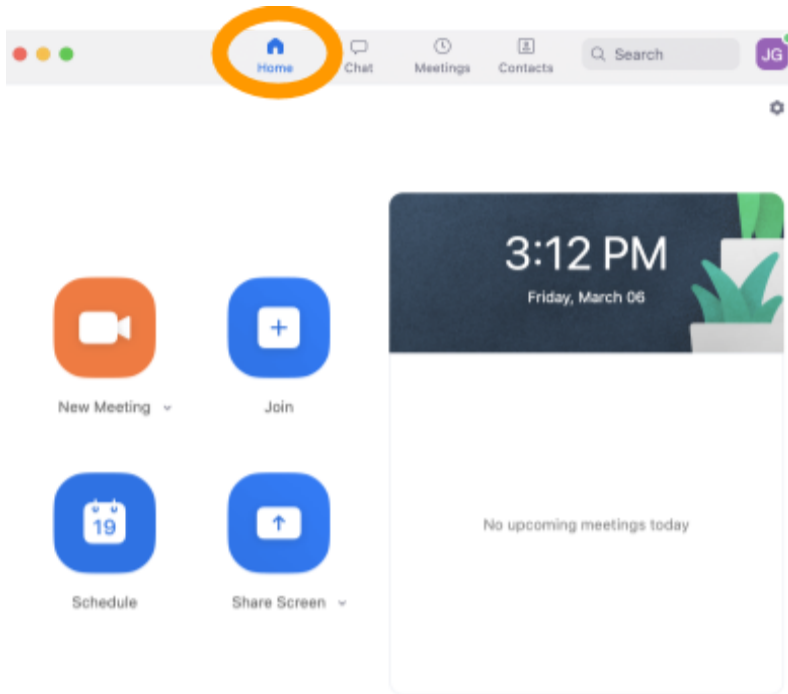 Home
Chat
Meetings
Contacts
Search
JG
3:12 PM
Friday, March 06
New Meeting
Join
19
Schedule
Share Screen
No upcoming meetings today